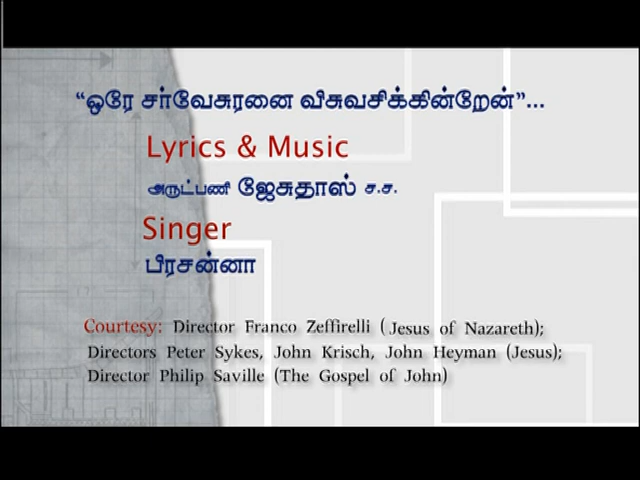 “ஒரே சர்வேசுரனை விசுவசிக்கின்றேன்”...
Lyrics & Music
அருட்பணி ஜேசுதாஸ் ச.ச.
Singer
பிரசன்னா
Courtesy: Director Franco Zeffirelli ( Jesus of Nazareth);
Directors Peter Sykes, John Krisch, John Heyman (Jesus);
Director Philip Saville (The Gospel of John)